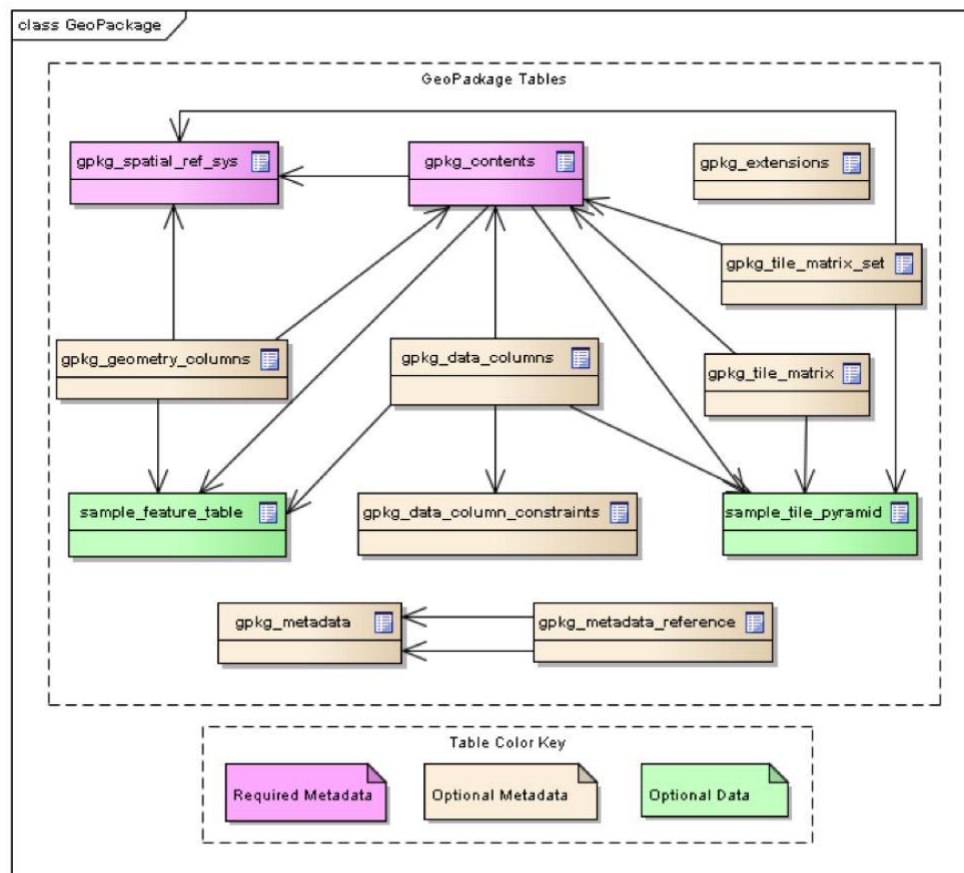 class GeoPackage
GeoPackage Tables
gpkg_spatial_ref_sys
gpkg_contents
gpkg_extensions
gpkg_tile_matrix_set
gpkg_geometry_columns
gpkg_data_columns
gpkg_tile_matrix
sample_feature_table
gpkg_data_column_constraints
sample_tile_pyramid
gpkg_metadata
gpkg_metadata_reference
Table Color Key
Required Metadata
Optional Metadata
Optional Data